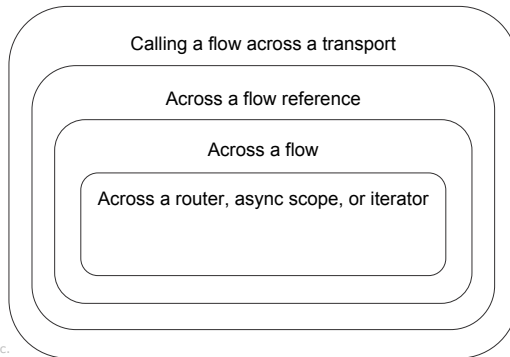 Calling a flow across a transport
Across a flow reference
Across a flow
Across a router, async scope, or iterator
c.